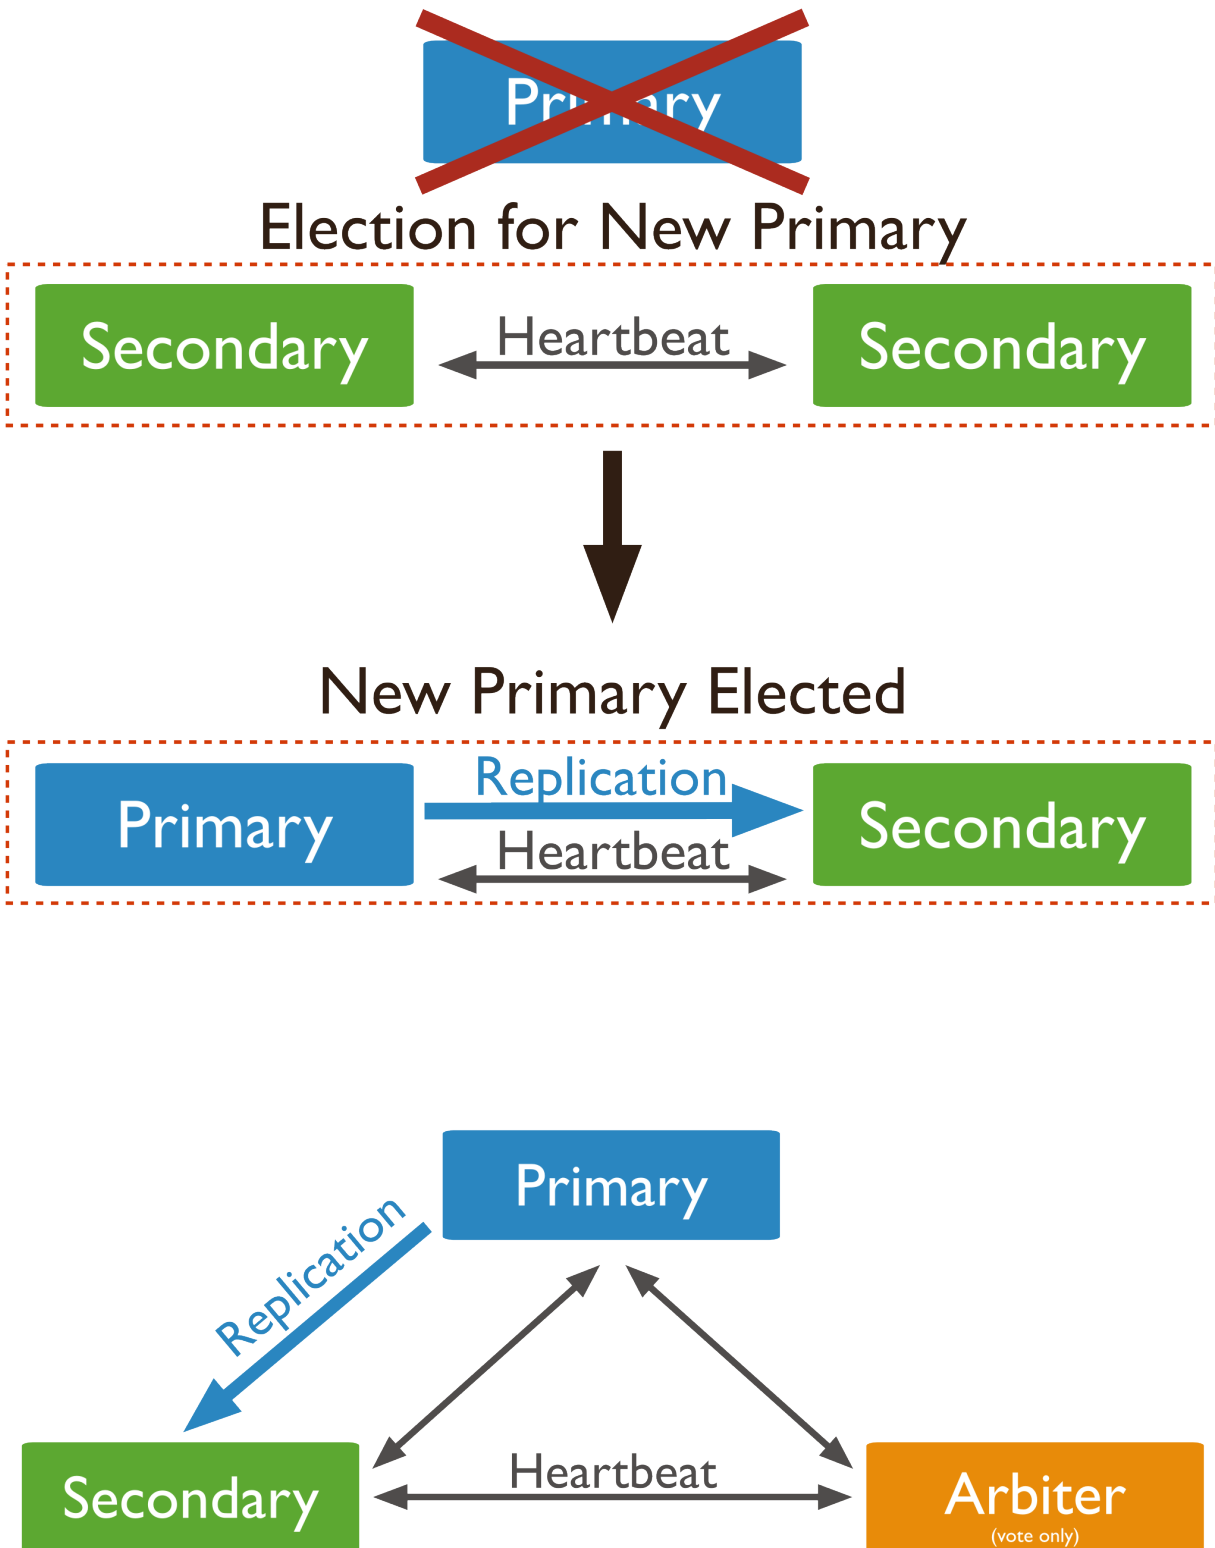 Primary
Election for New Primary
Secondary
Heartbeat
Secondary
New Primary Elected
Primary
Replication
Heartbeat
Secondary
Primary
Replication
Secondary
Heartbeat
Arbiter
(vote only)